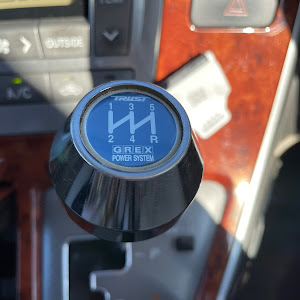 OUTSIDE
A/C
TRUST
1 3 5
2 4 R
GREX
POWER SYSTEM
P